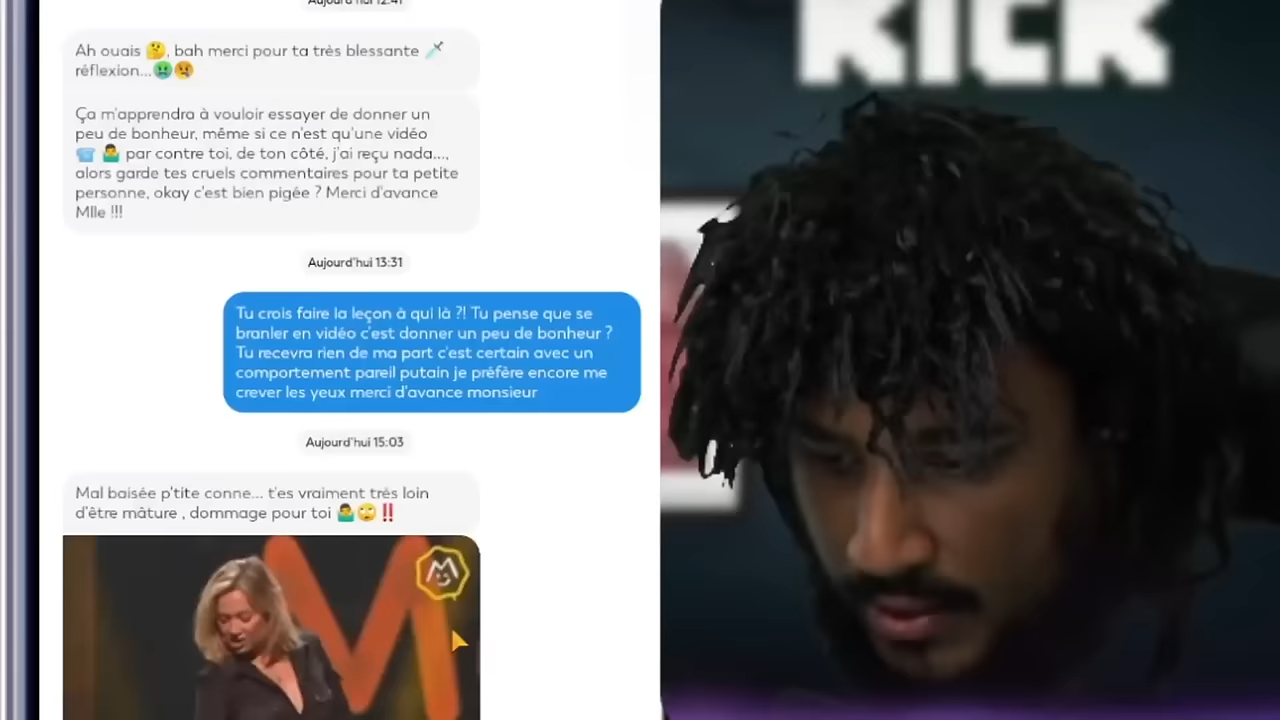 Aujourd'hui 12:41
Ah ouais 🤔, bah merci pour ta très blessante 🗡️
réflexion...🤢😢
Ça m'apprendra à vouloir essayer de donner un
peu de bonheur, même si ce n'est qu'une vidéo
🤷‍♂️ par contre toi, de ton côté, j'ai reçu nada...,
alors garde tes cruels commentaires pour ta petite
personne, okay c'est bien pigée ? Merci d'avance
Mlle !!!
Aujourd'hui 13:31
Tu crois faire la leçon à qui là ?! Tu pense que se
branler en vidéo c'est donner un peu de bonheur ?
Tu recevra rien de ma part c'est certain avec un
comportement pareil putain je préfère encore me
crever les yeux merci d'avance monsieur
Aujourd'hui 15:03
Mal baisée p'tite conne... t'es vraiment très loin
d'être mâture , dommage pour toi 🤷‍♂️🙄‼️
M
M
KICK